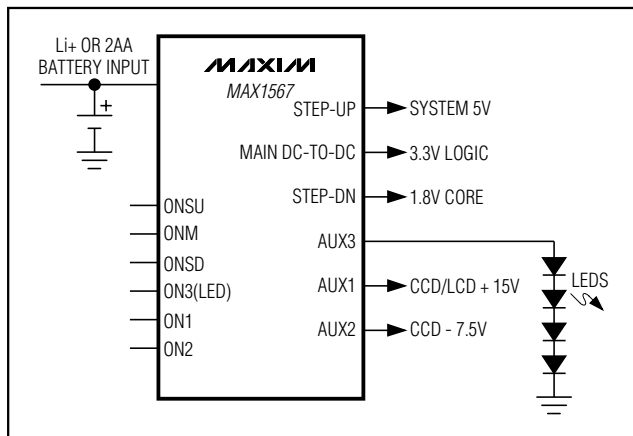 Li+ OR 2AA
BATTERY INPUT
+
MAXIM
MAX1567
STEP-UP
SYSTEM 5V
MAIN DC-TO-DC
3.3V LOGIC
STEP-DN
1.8V CORE
AUX3
LEDS
AUX1
CCD/LCD + 15V
AUX2
CCD - 7.5V
ONSU
ONM
ONSD
ON3(LED)
ON1
ON2